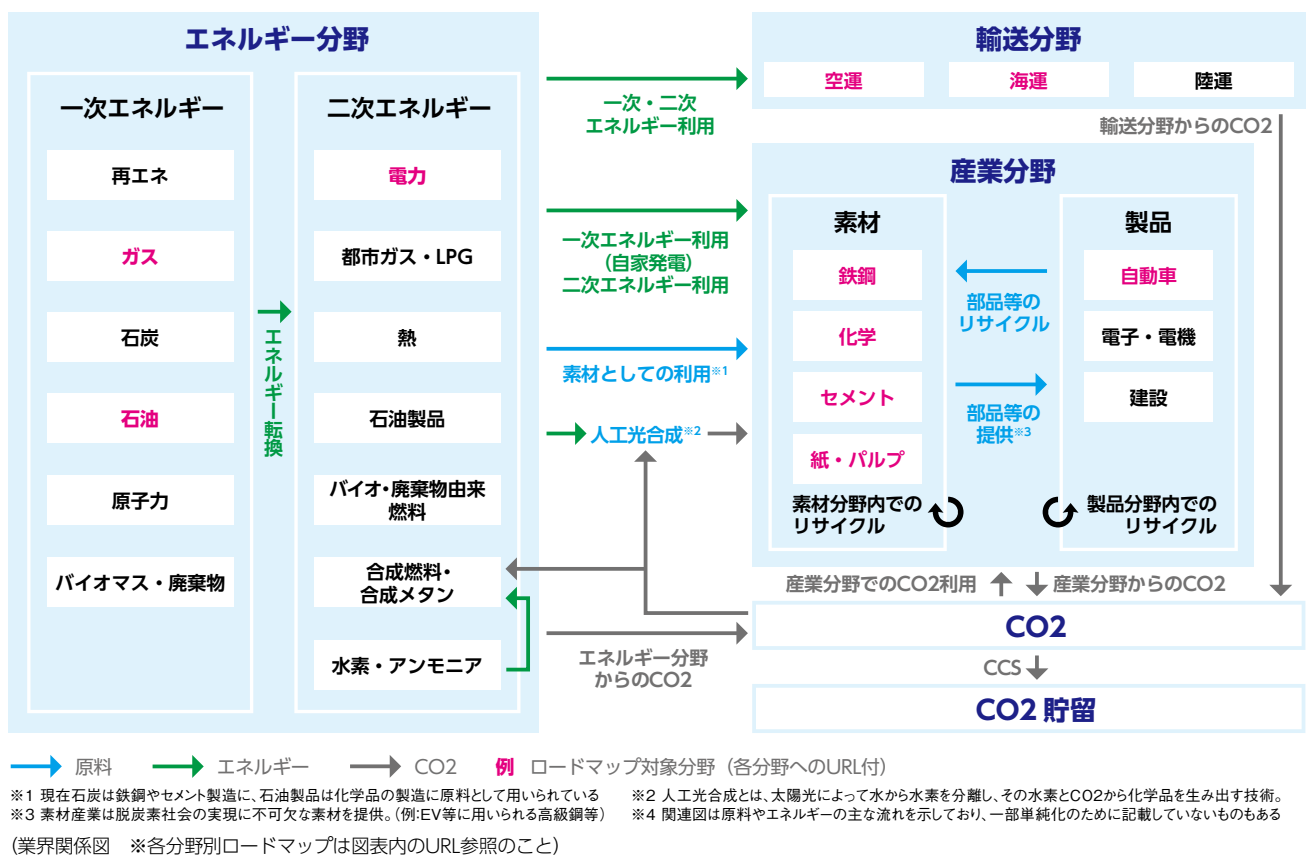 エネルギー分野
一次エネルギー
再エネ
ガス
石炭
石油
原子力
バイオマス・廃棄物
エネルギー転換
二次エネルギー
電力
都市ガス・LPG
熱
石油製品
バイオ・廃棄物由来
燃料
合成燃料・
合成メタン
水素・アンモニア
一次・二次
エネルギー利用
一次エネルギー利用
(自家発電)
二次エネルギー利用
素材としての利用※1
人工光合成※2
エネルギー分野
からのCO2
輸送分野
空運
海運
陸運
輸送分野からのCO2
産業分野
素材
鉄鋼
化学
セメント
紙・パルプ
素材分野内での
リサイクル
部品等の
リサイクル
部品等の
提供※3
製品
自動車
電子・電機
建設
製品分野内での
リサイクル
産業分野でのCO2利用
産業分野からのCO2
CO2
CCS
CO2 貯留
原料
エネルギー
CO2
例 ロードマップ対象分野（各分野へのURL付）
※1 現在石炭は鉄鋼やセメント製造に、石油製品は化学品の製造に原料として用いられている
※2 人工光合成とは、太陽光によって水から水素を分離し、その水素とCO2から化学品を生み出す技術。
※3 素材産業は脱炭素社会の実現に不可欠な素材を提供。(例:EV等に用いられる高級鋼等)
※4 関連図は原料やエネルギーの主な流れを示しており、一部単純化のために記載していないものもある
(業界関係図　※各分野別ロードマップは図表内のURL参照のこと)